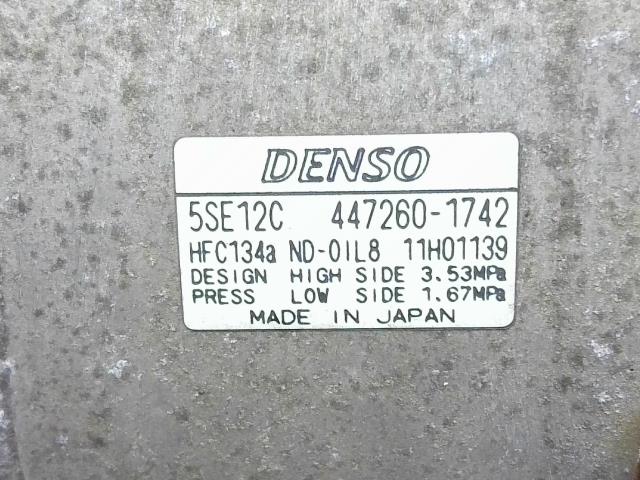 DENSO
5SE12C 447260-1742
HFC134a ND-OIL8 11H01139
DESIGN HIGH SIDE 3.53MPa
PRESS LOW SIDE 1.67MPa
MADE IN JAPAN